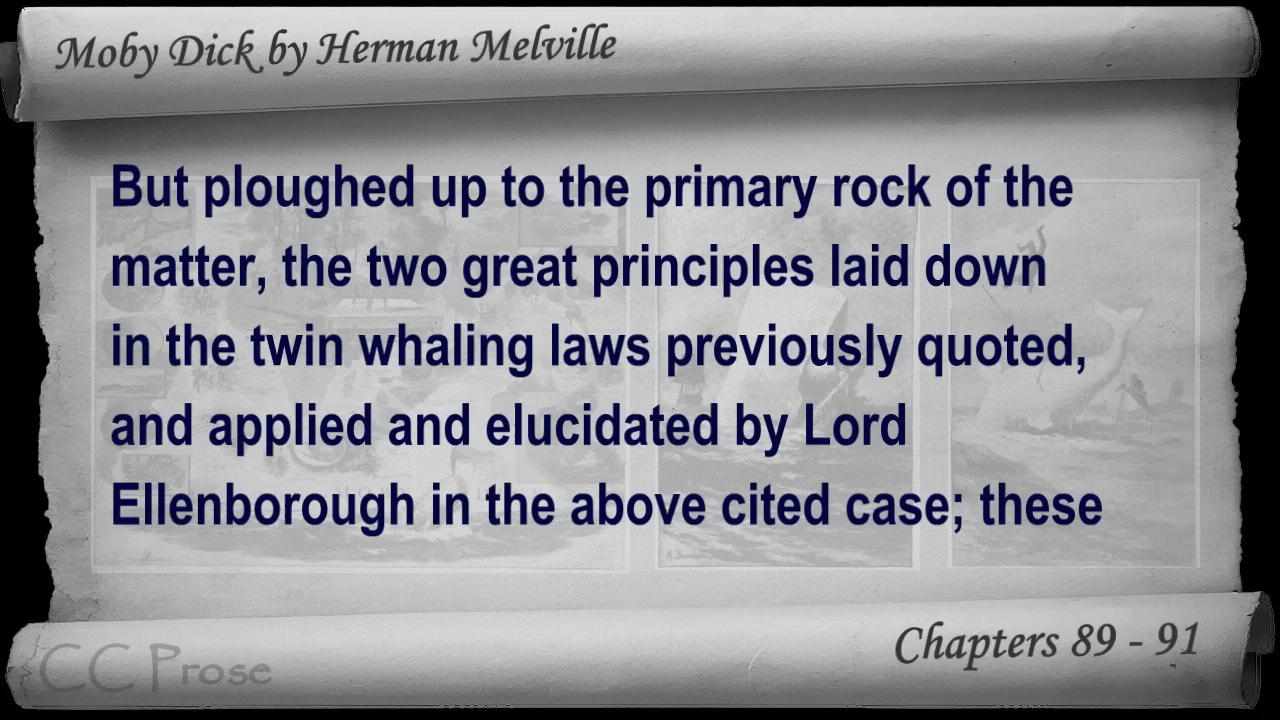 Moby Dick by Herman Melville
But ploughed up to the primary rock of the
matter, the two great principles laid down
in the twin whaling laws previously quoted,
and applied and elucidated by Lord
Ellenborough in the above cited case; these
Chapters 89 - 91
CC Prose